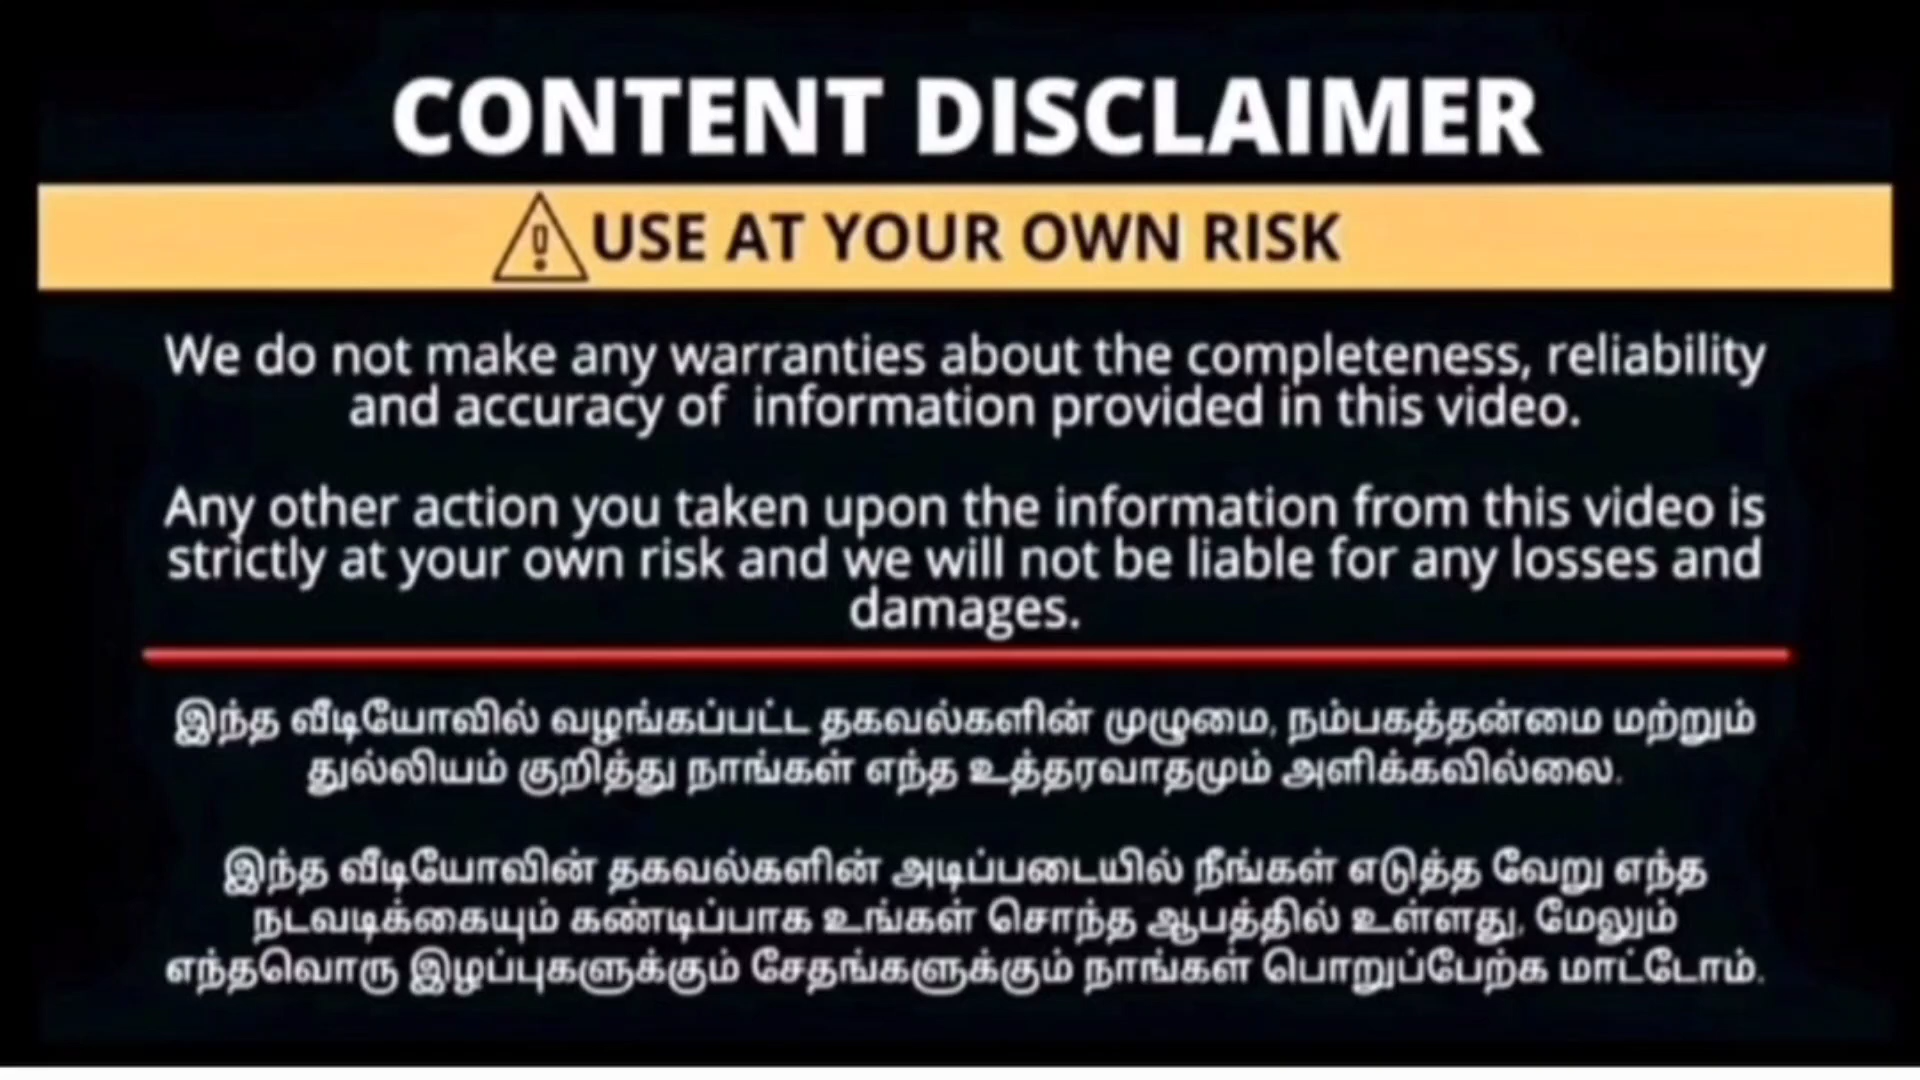 CONTENT DISCLAIMER
USE AT YOUR OWN RISK
We do not make any warranties about the completeness, reliability
and accuracy of information provided in this video.
Any other action you taken upon the information from this video is
strictly at your own risk and we will not be liable for any losses and
damages.
இந்த வீடியோவில் வழங்கப்பட்ட தகவல்களின் முழுமை, நம்பகத்தன்மை மற்றும்
துல்லியம் குறித்து நாங்கள் எந்த உத்தரவாதமும் அளிக்கவில்லை.
இந்த வீடியோவின் தகவல்களின் அடிப்படையில் நீங்கள் எடுத்த வேறு எந்த
நடவடிக்கையும் கண்டிப்பாக உங்கள் சொந்த ஆபத்தில் உள்ளது, மேலும்
எந்தவொரு இழப்புகளுக்கும் சேதங்களுக்கும் நாங்கள் பொறுப்பேற்க மாட்டோம்.